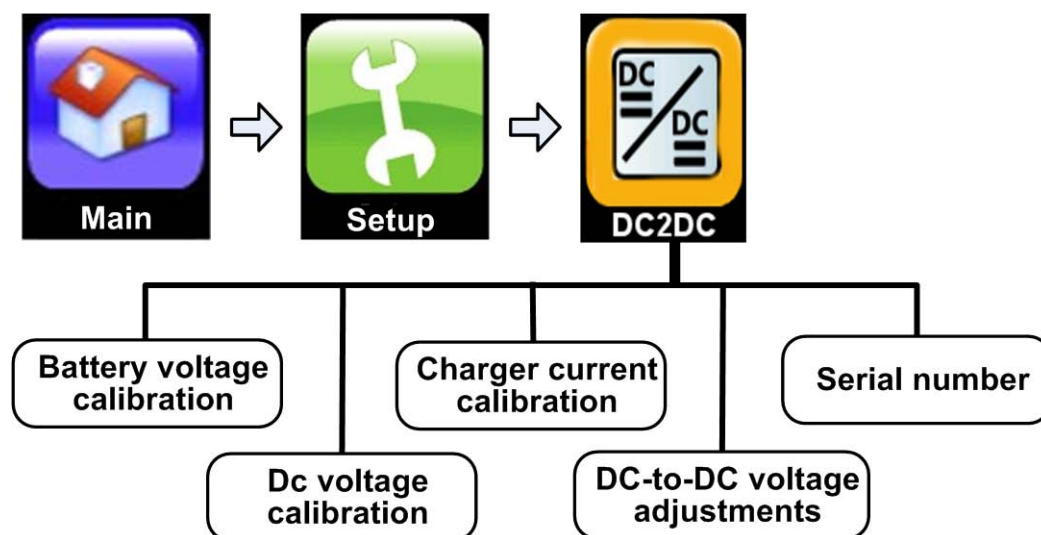 Main
Setup
DC
DC
DC2DC
Battery voltage
calibration
Charger current
calibration
Serial number
Dc voltage
calibration
DC-to-DC voltage
adjustments